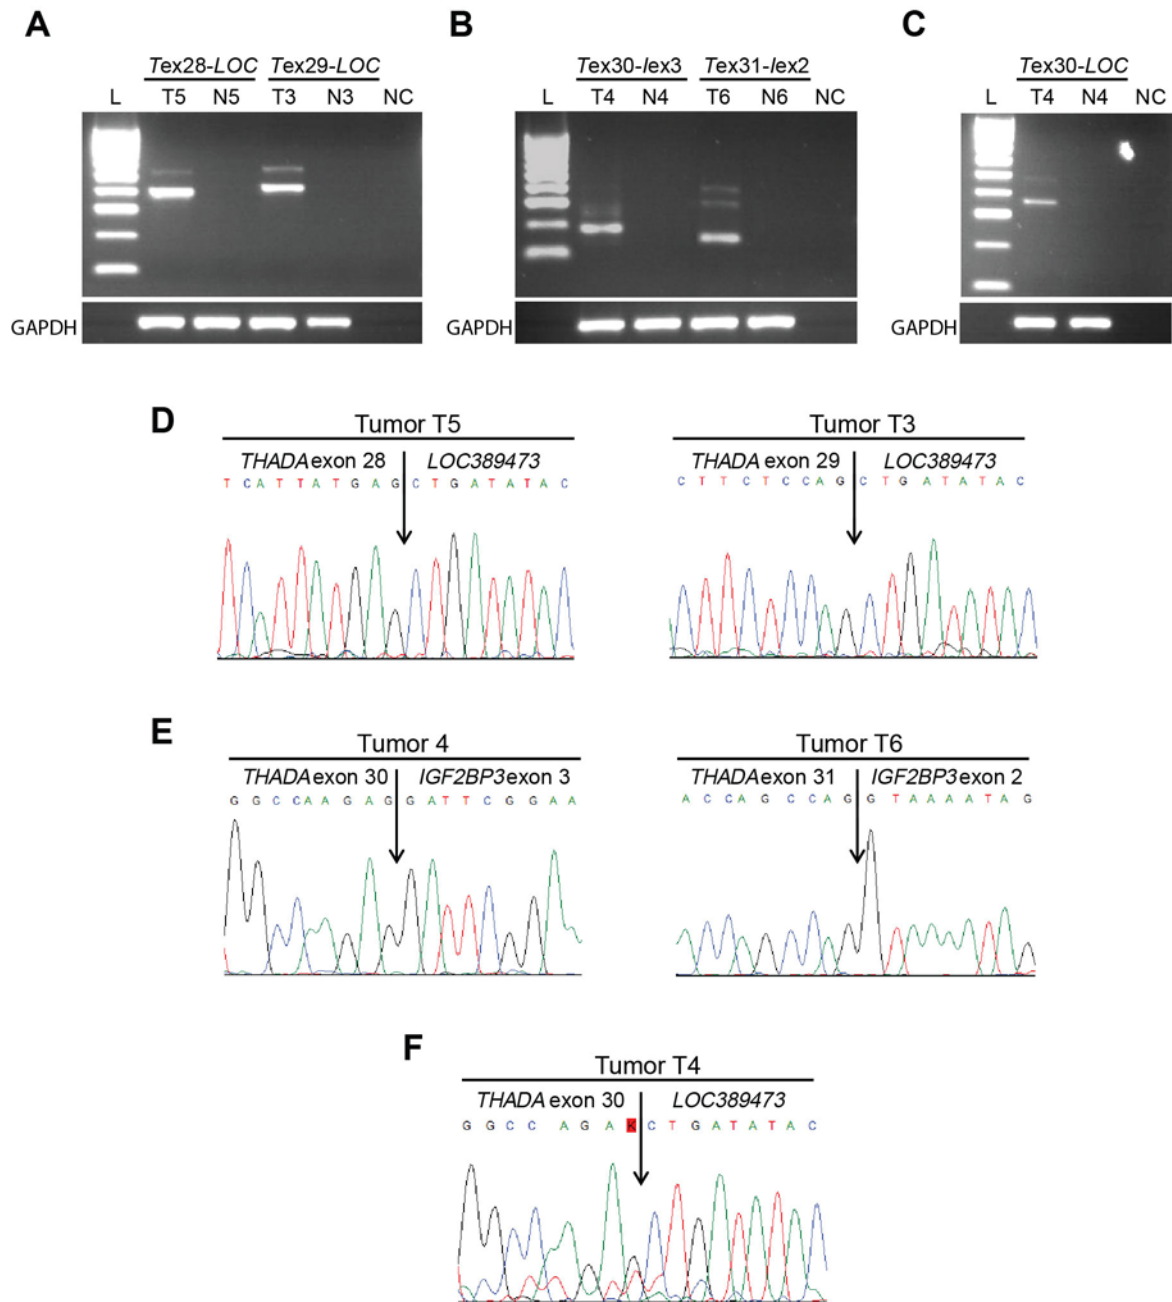 A
Tex28-LOC Tex29-LOC
L T5 N5 T3 N3 NC
GAPDH
B
Tex30-Iex3 Tex31-Iex2
L T4 N4 T6 N6 NC
GAPDH
C
Tex30-LOC
L T4 N4 NC
GAPDH
D
Tumor T5
THADA exon 28 LOC389473
T C A T T A T G A G C T G A T A T A C
Tumor T3
THADA exon 29 LOC389473
C T T C T C C A G C T G A T A T A C
E
Tumor 4
THADA exon 30 IGF2BP3 exon 3
G G C C A A G A G G A T T C G G A A
Tumor T6
THADA exon 31 IGF2BP3 exon 2
A C C A G C C A G G T A A A A T A G
F
Tumor T4
THADA exon 30 LOC389473
G G C C A G A K C T G A T A T A C